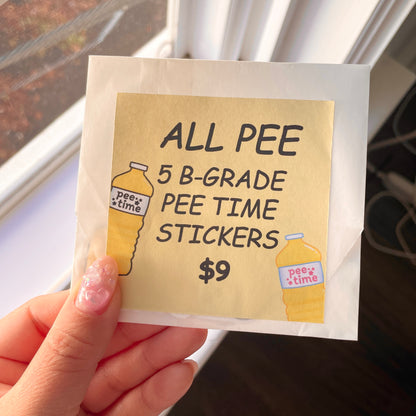 ALL PEE
5 B-GRADE
PEE TIME
STICKERS
$9
pee
time
pee
time